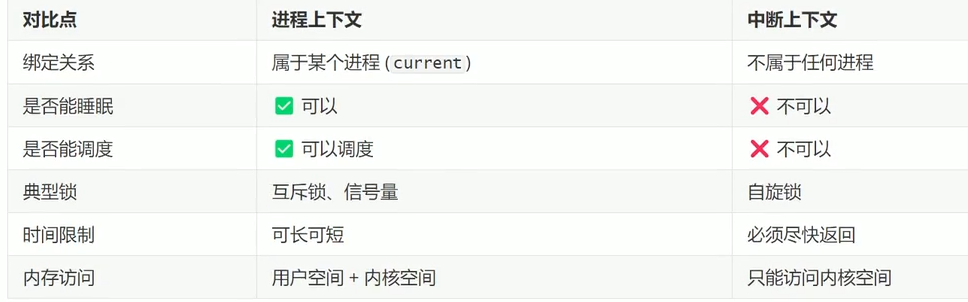 对比点 进程上下文 中断上下文
绑定关系 属于某个进程 (current) 不属于任何进程
是否能睡眠 ✅ 可以 ❌ 不可以
是否能调度 ✅ 可以调度 ❌ 不可以
典型锁 互斥锁、信号量 自旋锁
时间限制 可长可短 必须尽快返回
内存访问 用户空间 + 内核空间 只能访问内核空间